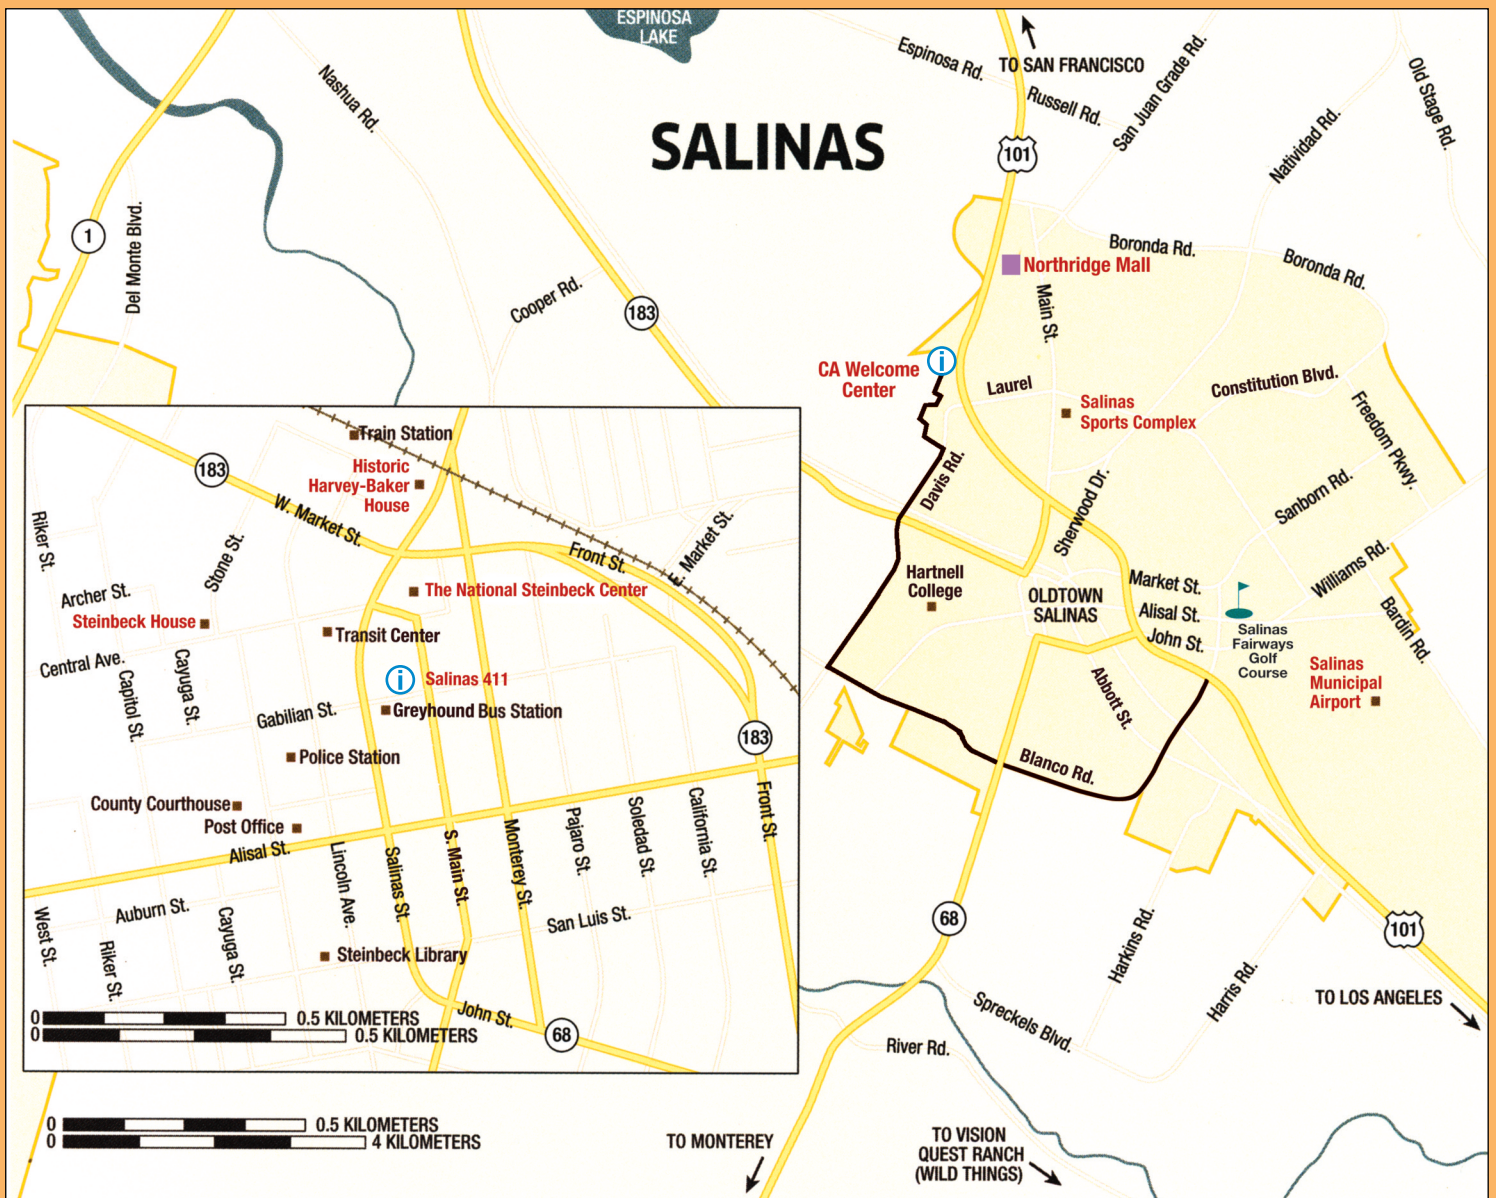 ESPINOSA
LAKE
TO SAN FRANCISCO
Espinosa Rd.
Russell Rd.
San Juan Grade Rd.
Natividad Rd.
Old Stage Rd.
Nashua Rd.
SALINAS
101
1
Del Monte Blvd.
Cooper Rd.
183
Boronda Rd.
Boronda Rd.
Northridge Mall
Main St.
CA Welcome
Center
i
Laurel
Constitution Blvd.
Salinas
Sports Complex
Freedom Pkwy.
Davis Rd.
Sherwood Dr.
Sanborn Rd.
Williams Rd.
Bardin Rd.
Hartnell
College
OLDTOWN
SALINAS
Market St.
Alisal St.
John St.
Salinas
Fairways
Golf
Course
Salinas
Municipal
Airport
Abbott St.
Blanco Rd.
68
101
Harkins Rd.
Harris Rd.
TO LOS ANGELES
Spreckels Blvd.
River Rd.
TO MONTEREY
TO VISION
QUEST RANCH
(WILD THINGS)
Train Station
183
Historic
Harvey-Baker
House
W. Market St.
Front St.
E. Market St.
Riker St.
Stone St.
Archer St.
The National Steinbeck Center
Steinbeck House
Transit Center
Central Ave.
Capitol St.
Cayuga St.
i
Salinas 411
Gabilian St.
Greyhound Bus Station
183
Police Station
County Courthouse
Post Office
Alisal St.
Lincoln Ave.
Salinas St.
S. Main St.
Monterey St.
Pajaro St.
Soledad St.
California St.
Front St.
West St.
Riker St.
Auburn St.
Cayuga St.
San Luis St.
Steinbeck Library
John St.
68
0 0.5 KILOMETERS
0 0.5 KILOMETERS
0 0.5 KILOMETERS
0 4 KILOMETERS